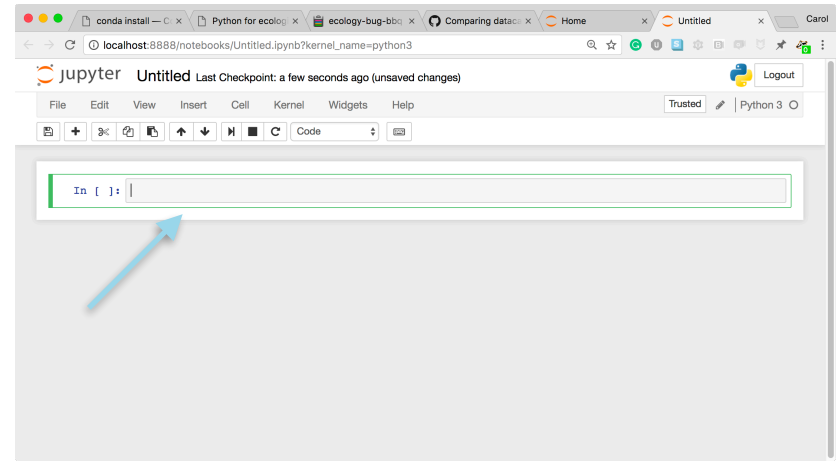 conda install — C Python for ecolog ecology-bug-bbq Comparing dataca Home Untitled Carol
localhost:8888/notebooks/Untitled.ipynb?kernel_name=python3
jupyter Untitled Last Checkpoint: a few seconds ago (unsaved changes) Logout
File Edit View Insert Cell Kernel Widgets Help Trusted Python 3
Code
In [ ]: